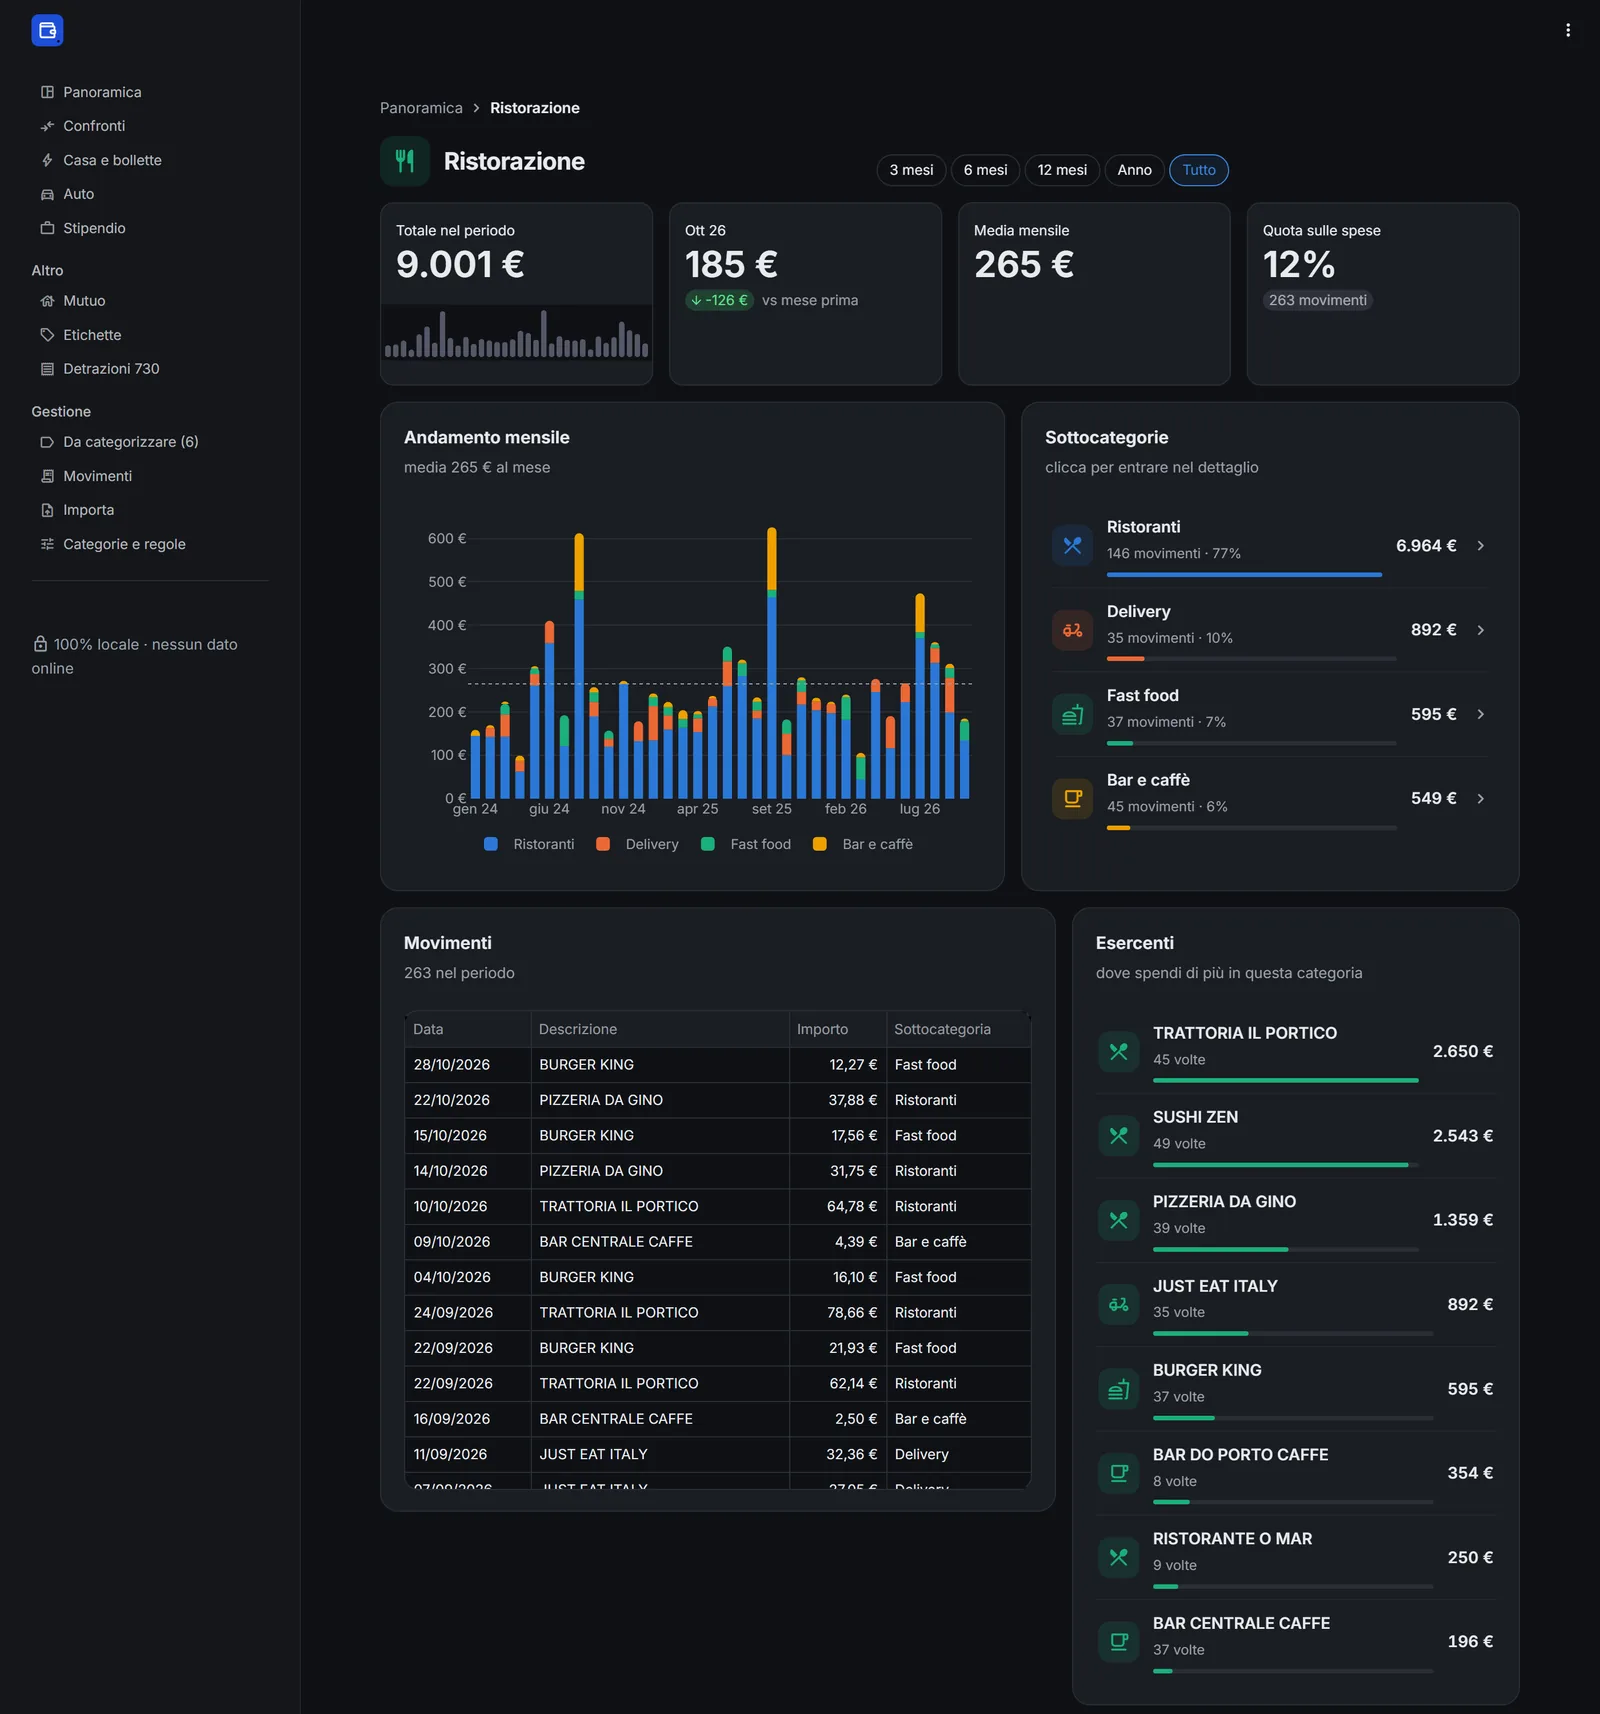 Panoramica
Confronti
Casa e bollette
Auto
Stipendio
Altro
Mutuo
Etichette
Detrazioni 730
Gestione
Da categorizzare (6)
Movimenti
Importa
Categorie e regole
100% locale · nessun dato
online
Panoramica > Ristorazione
Ristorazione
3 mesi
6 mesi
12 mesi
Anno
Tutto
Totale nel periodo
9.001 €
Ott 26
185 €
↓ -126 € vs mese prima
Media mensile
265 €
Quota sulle spese
12%
263 movimenti
Andamento mensile
media 265 € al mese
600 €
500 €
400 €
300 €
200 €
100 €
0 €
gen 24 giu 24 nov 24 apr 25 set 25 feb 26 lug 26
Ristoranti Delivery Fast food Bar e caffè
Sottocategorie
clicca per entrare nel dettaglio
Ristoranti
146 movimenti · 77%
6.964 €
Delivery
35 movimenti · 10%
892 €
Fast food
37 movimenti · 7%
595 €
Bar e caffè
45 movimenti · 6%
549 €
Movimenti
263 nel periodo
Data Descrizione Importo Sottocategoria
28/10/2026 BURGER KING 12,27 € Fast food
22/10/2026 PIZZERIA DA GINO 37,88 € Ristoranti
15/10/2026 BURGER KING 17,56 € Fast food
14/10/2026 PIZZERIA DA GINO 31,75 € Ristoranti
10/10/2026 TRATTORIA IL PORTICO 64,78 € Ristoranti
09/10/2026 BAR CENTRALE CAFFE 4,39 € Bar e caffè
04/10/2026 BURGER KING 16,10 € Fast food
24/09/2026 TRATTORIA IL PORTICO 78,66 € Ristoranti
22/09/2026 BURGER KING 21,93 € Fast food
22/09/2026 TRATTORIA IL PORTICO 62,14 € Ristoranti
16/09/2026 BAR CENTRALE CAFFE 2,50 € Bar e caffè
11/09/2026 JUST EAT ITALY 32,36 € Delivery
07/09/2026 JUST EAT ITALY Delivery
Esercenti
dove spendi di più in questa categoria
TRATTORIA IL PORTICO
45 volte
2.650 €
SUSHI ZEN
49 volte
2.543 €
PIZZERIA DA GINO
39 volte
1.359 €
JUST EAT ITALY
35 volte
892 €
BURGER KING
37 volte
595 €
BAR DO PORTO CAFFE
8 volte
354 €
RISTORANTE O MAR
9 volte
250 €
BAR CENTRALE CAFFE
37 volte
196 €